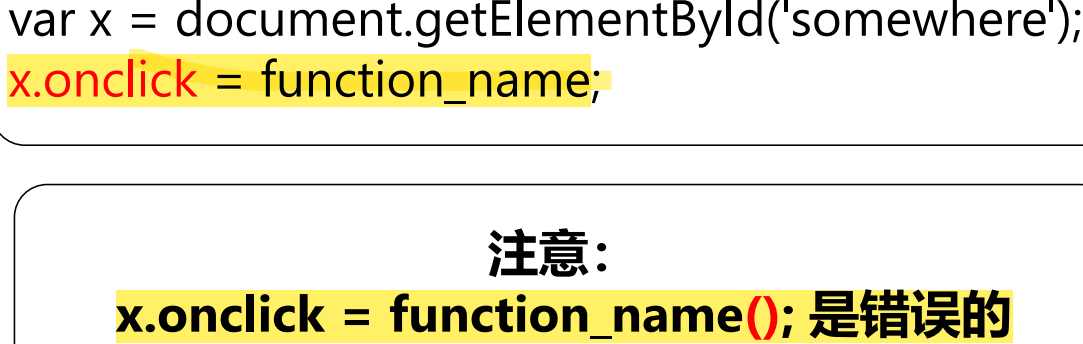 var x = document.getElementById('somewhere');
x.onclick = function_name;
注意：
x.onclick = function_name(); 是错误的